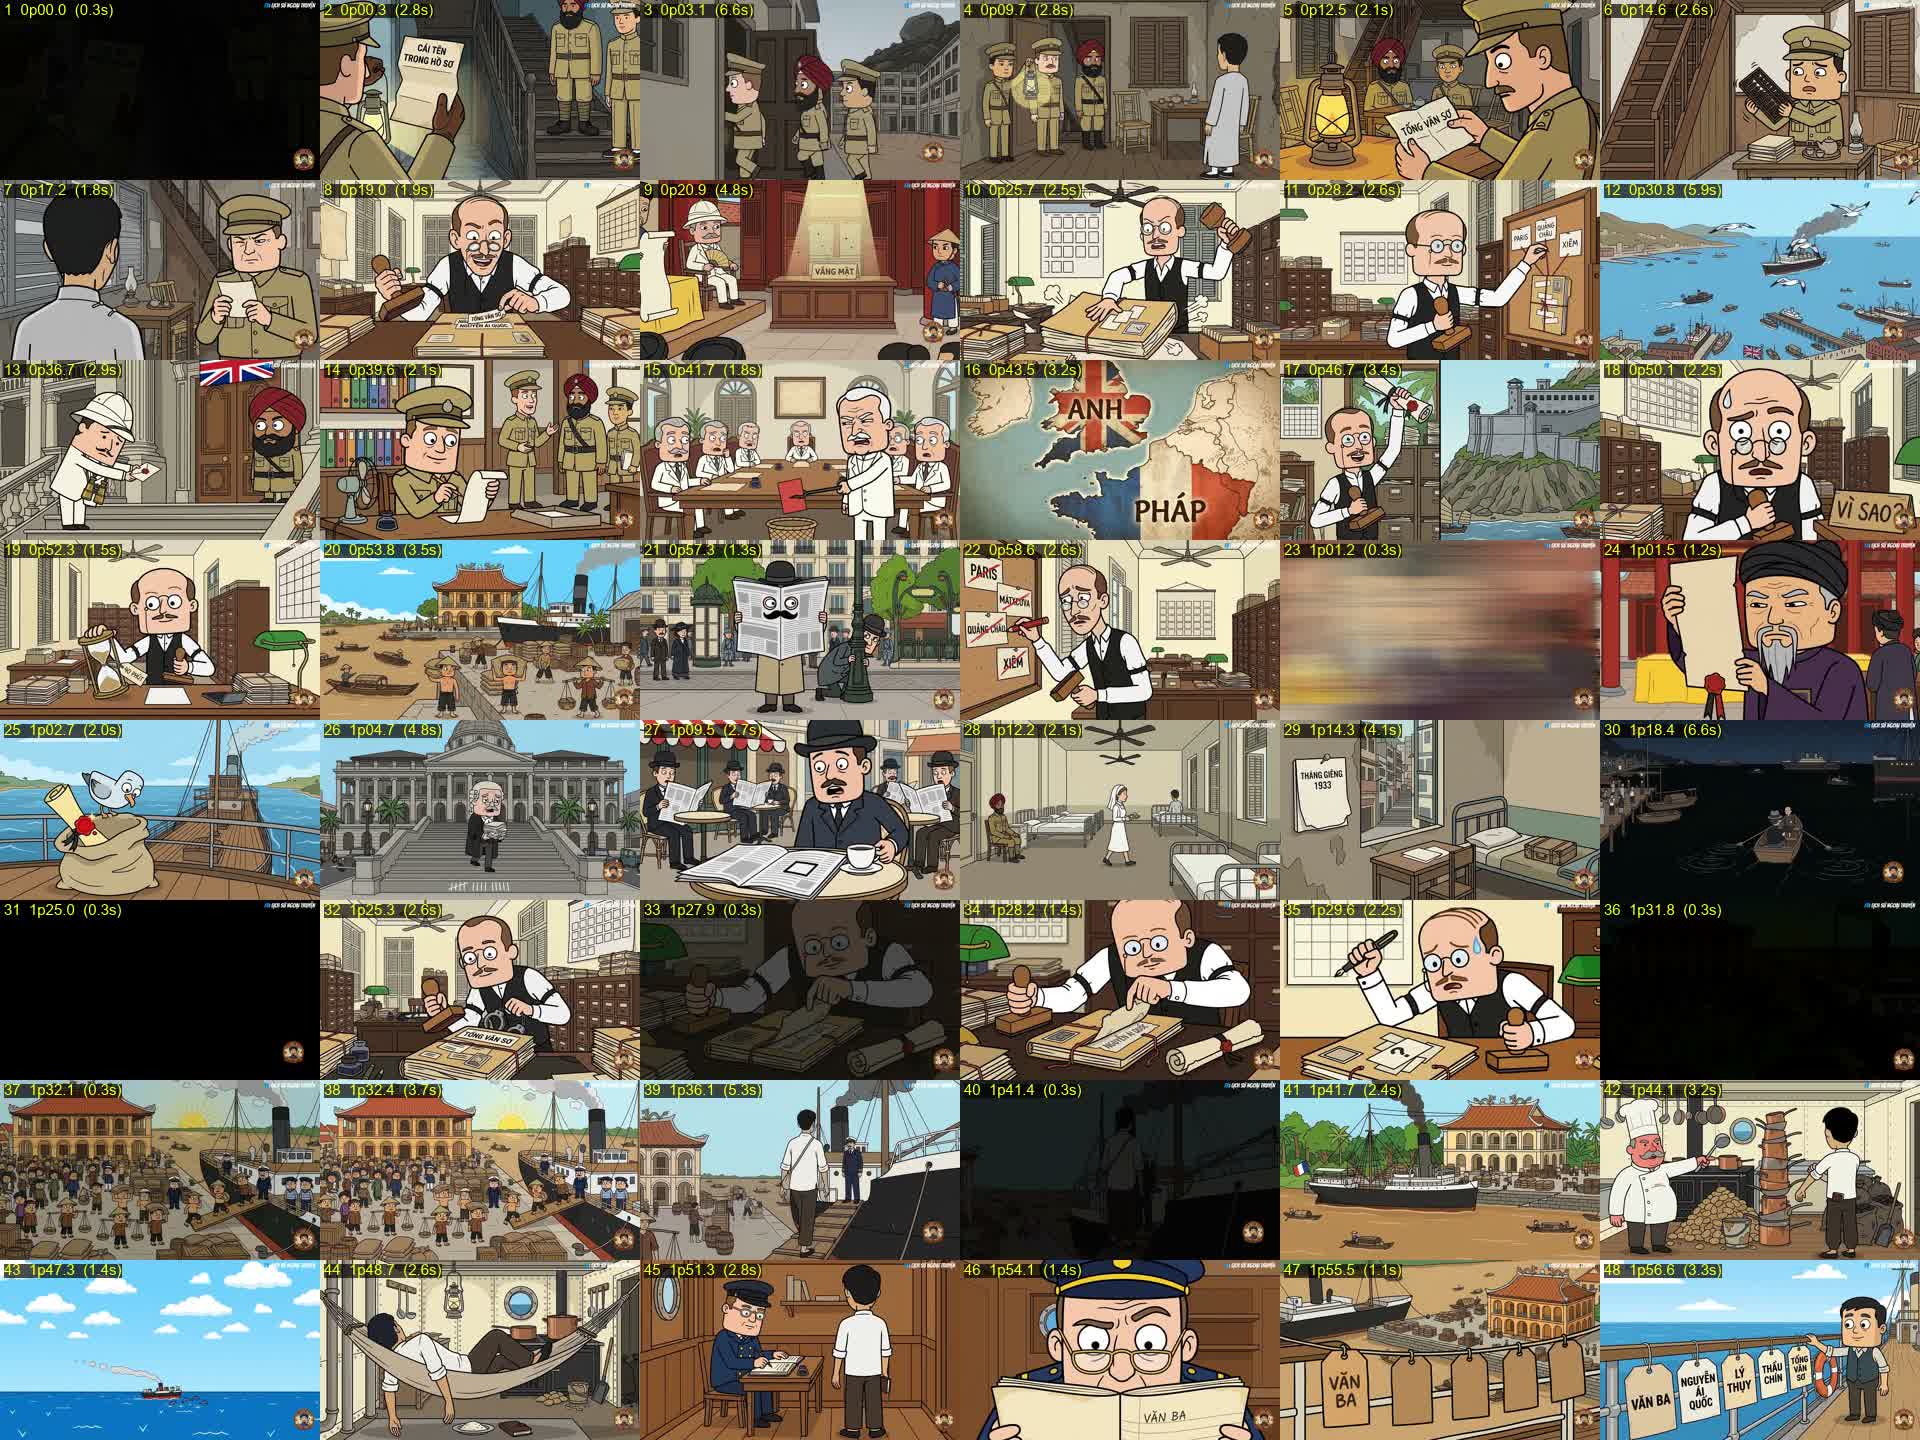 1 0p00.0 (0.3s)
2 0p00.3 (2.8s)
CÁI TÊN
TRONG HỒ SƠ
3 0p03.1 (6.6s)
4 0p09.7 (2.8s)
5 0p12.5 (2.1s)
TỐNG VĂN SƠ
6 0p14.6 (2.6s)
7 0p17.2 (1.8s)
8 0p19.0 (1.9s)
TỐNG VĂN SƠ
NGUYỄN ÁI QUỐC
9 0p20.9 (4.8s)
VẮNG MẶT
10 0p25.7 (2.5s)
11 0p28.2 (2.6s)
PARIS
QUẢNG
CHÂU
XIÊM
12 0p30.8 (5.9s)
13 0p36.7 (2.9s)
14 0p39.6 (2.1s)
15 0p41.7 (1.8s)
16 0p43.5 (3.2s)
ANH
PHÁP
17 0p46.7 (3.4s)
18 0p50.1 (2.2s)
VÌ SAO?
19 0p52.3 (1.5s)
20 0p53.8 (3.5s)
21 0p57.3 (1.3s)
22 0p58.6 (2.6s)
PARIS
MATXCƠVA
QUẢNG CHÂU
XIÊM
23 1p01.2 (0.3s)
24 1p01.5 (1.2s)
25 1p02.7 (2.0s)
26 1p04.7 (4.8s)
27 1p09.5 (2.7s)
28 1p12.2 (2.1s)
29 1p14.3 (4.1s)
THÁNG GIÊNG
1933
30 1p18.4 (6.6s)
31 1p25.0 (0.3s)
32 1p25.3 (2.6s)
TỐNG VĂN SƠ
33 1p27.9 (0.3s)
34 1p28.2 (1.4s)
NGUYỄN ÁI QUỐC
35 1p29.6 (2.2s)
?
36 1p31.8 (0.3s)
37 1p32.1 (0.3s)
38 1p32.4 (3.7s)
39 1p36.1 (5.3s)
40 1p41.4 (0.3s)
41 1p41.7 (2.4s)
42 1p44.1 (3.2s)
43 1p47.3 (1.4s)
44 1p48.7 (2.6s)
45 1p51.3 (2.8s)
46 1p54.1 (1.4s)
VĂN BA
47 1p55.5 (1.1s)
VĂN
BA
48 1p56.6 (3.3s)
VĂN BA
NGUYỄN
ÁI
QUỐC
LÝ
THỤY
THẦU
CHÍN
TỐNG
VĂN
SƠ
LỊCH SỬ NGOẠI TRUYỆN